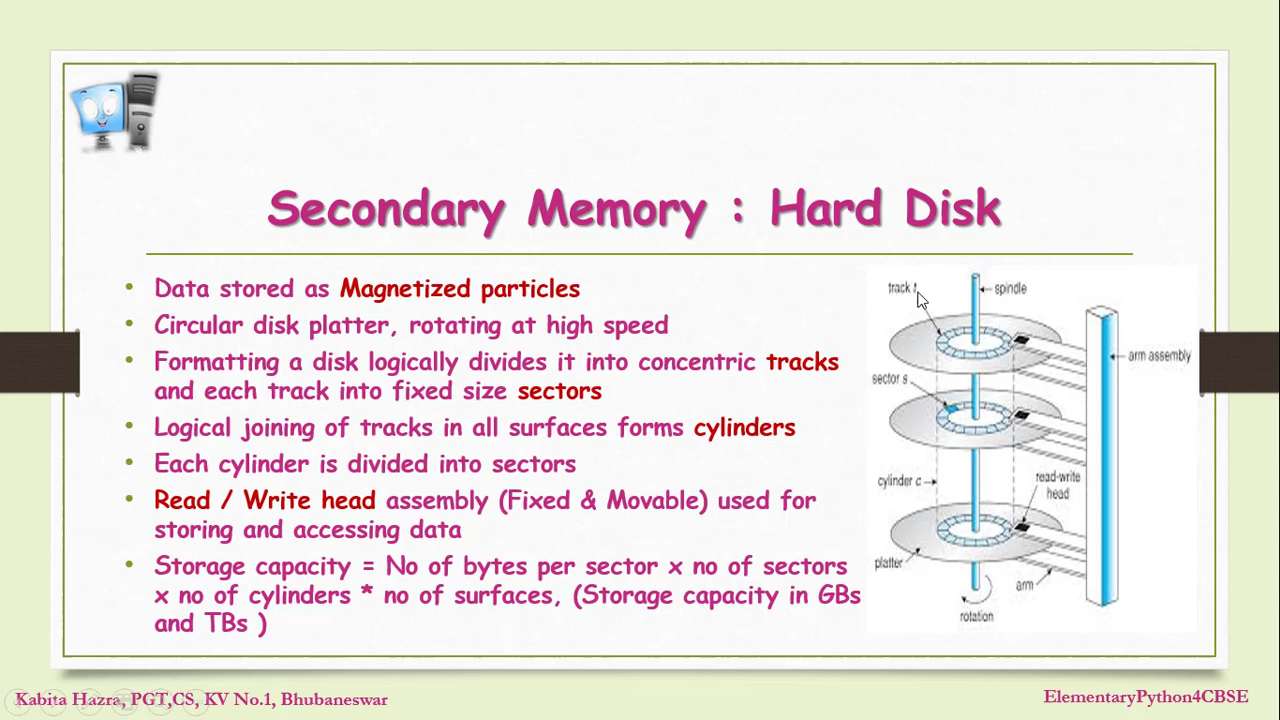 Secondary Memory : Hard Disk
• Data stored as Magnetized particles
• Circular disk platter, rotating at high speed
• Formatting a disk logically divides it into concentric tracks
and each track into fixed size sectors
• Logical joining of tracks in all surfaces forms cylinders
• Each cylinder is divided into sectors
• Read / Write head assembly (Fixed & Movable) used for
storing and accessing data
• Storage capacity = No of bytes per sector x no of sectors
x no of cylinders * no of surfaces, (Storage capacity in GBs
and TBs )
track t
spindle
arm assembly
sector s
cylinder c
read-write
head
platter
arm
rotation
Kabita Hazra, PGT,CS, KV No.1, Bhubaneswar
ElementaryPython4CBSE